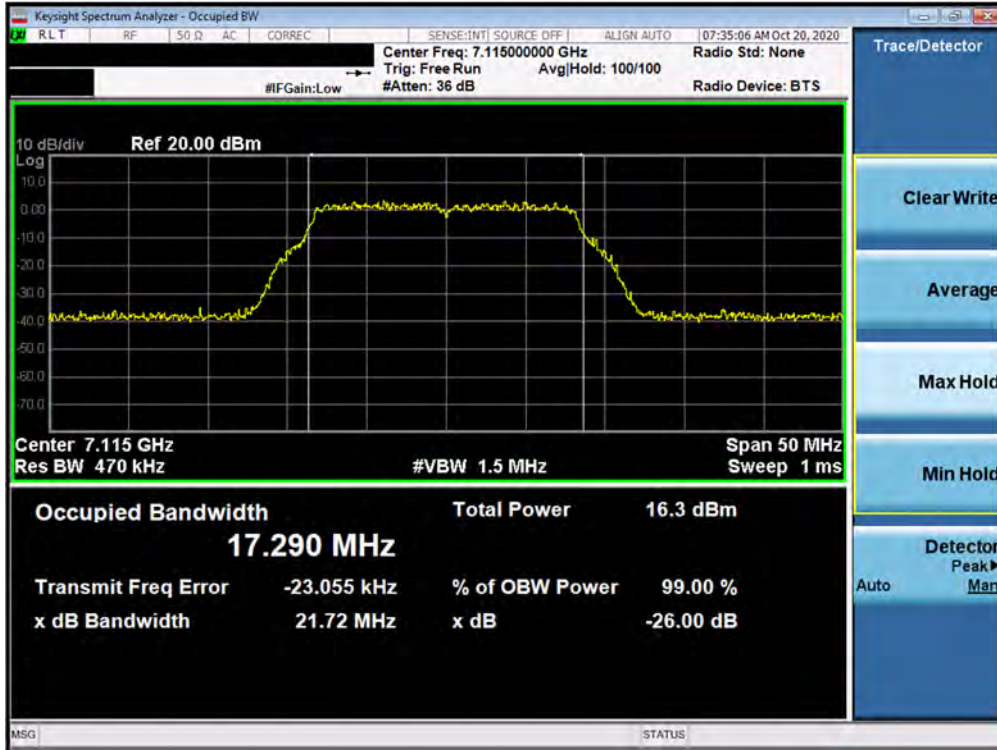 Keysight Spectrum Analyzer - Occupied BW
LXI RLT RF 50 Ω AC CORREC SENSE:INT SOURCE OFF ALIGN AUTO 07:35:06 AM Oct 20, 2020
Center Freq: 7.115000000 GHz Radio Std: None
Trig: Free Run Avg|Hold: 100/100
#IFGain:Low #Atten: 36 dB Radio Device: BTS
Trace/Detector
10 dB/div Ref 20.00 dBm
Log
10.0
0.00
-10.0
-20.0
-30.0
-40.0
-50.0
-60.0
-70.0
Center 7.115 GHz Span 50 MHz
Res BW 470 kHz #VBW 1.5 MHz Sweep 1 ms
Clear Write
Average
Max Hold
Min Hold
Detector
Peak▶
Auto Man
Occupied Bandwidth Total Power 16.3 dBm
17.290 MHz
Transmit Freq Error -23.055 kHz % of OBW Power 99.00 %
x dB Bandwidth 21.72 MHz x dB -26.00 dB
MSG STATUS